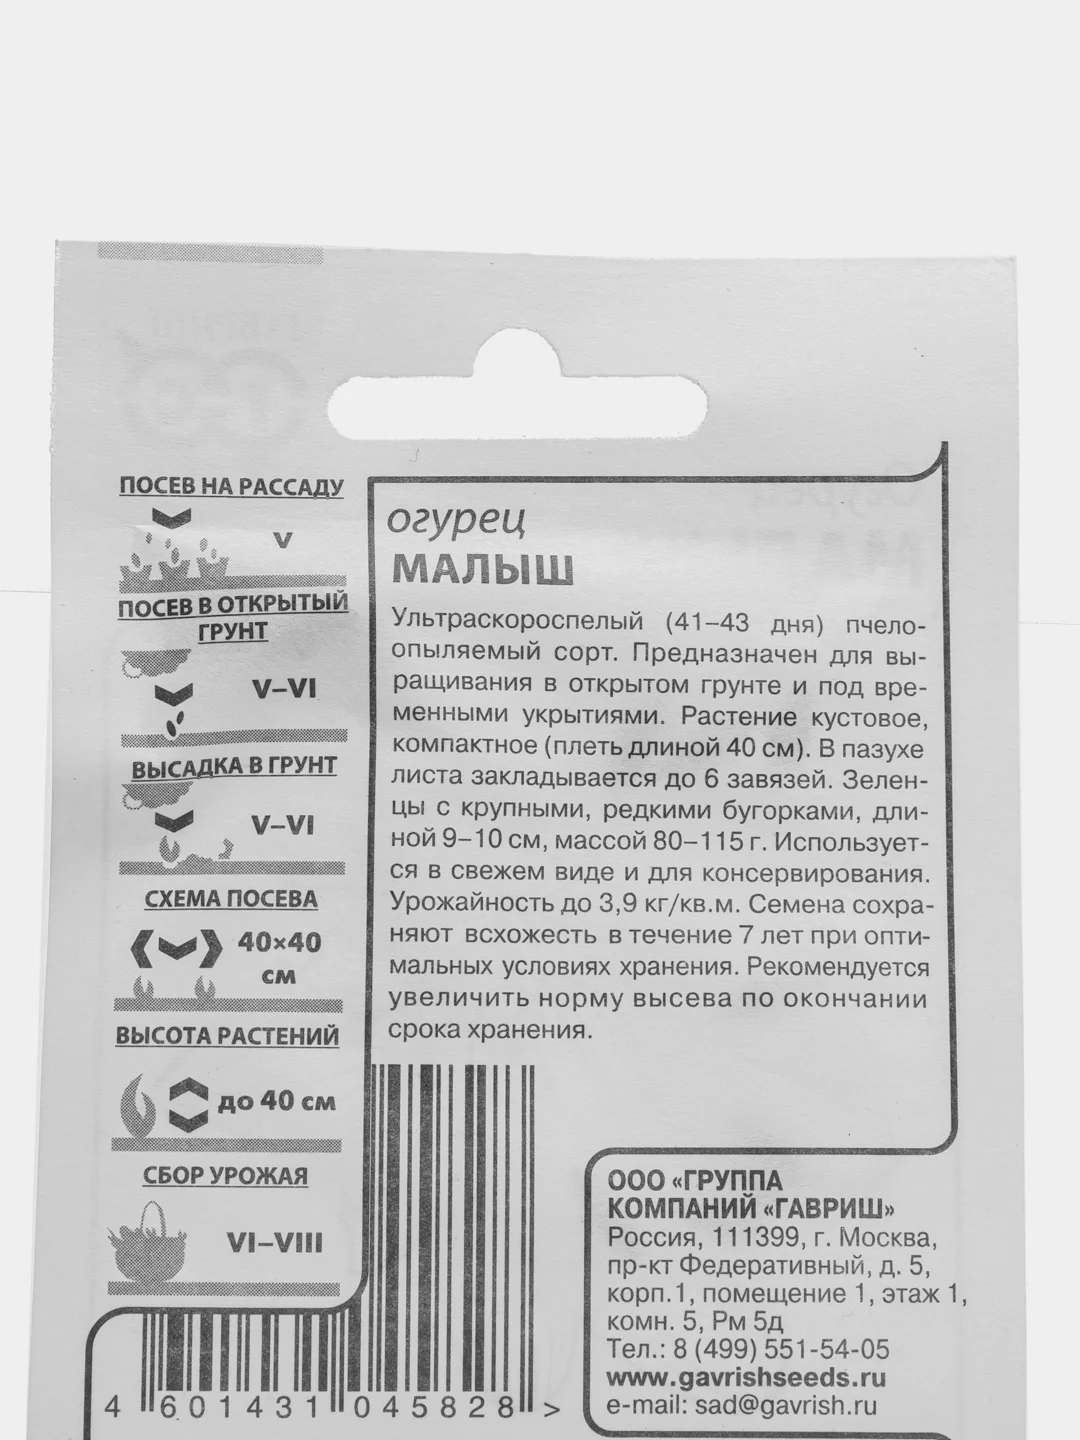 ПОСЕВ НА РАССАДУ
V
ПОСЕВ В ОТКРЫТЫЙ
ГРУНТ
V–VI
ВЫСАДКА В ГРУНТ
V–VI
СХЕМА ПОСЕВА
40×40
см
ВЫСОТА РАСТЕНИЙ
до 40 см
СБОР УРОЖАЯ
VI–VIII
огурец
МАЛЫШ
Ультраскороспелый (41–43 дня) пчело-
опыляемый сорт. Предназначен для вы-
ращивания в открытом грунте и под вре-
менными укрытиями. Растение кустовое,
компактное (плеть длиной 40 см). В пазухе
листа закладывается до 6 завязей. Зелен-
цы с крупными, редкими бугорками, дли-
ной 9–10 см, массой 80–115 г. Использует-
ся в свежем виде и для консервирования.
Урожайность до 3,9 кг/кв.м. Семена сохра-
няют всхожесть в течение 7 лет при опти-
мальных условиях хранения. Рекомендуется
увеличить норму высева по окончании
срока хранения.
ООО «ГРУППА
КОМПАНИЙ «ГАВРИШ»
Россия, 111399, г. Москва,
пр-кт Федеративный, д. 5,
корп.1, помещение 1, этаж 1,
комн. 5, Рм 5д
Тел.: 8 (499) 551-54-05
www.gavrishseeds.ru
e-mail: sad@gavrish.ru
4 601431 045828 >